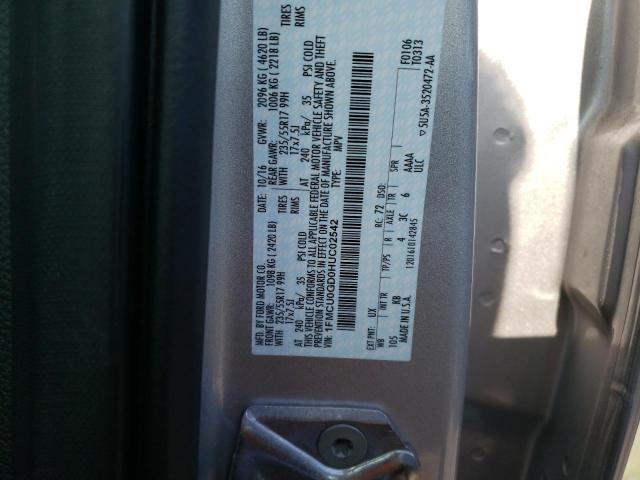 MFD. BY FORD MOTOR CO.
DATE: 10/16 GVWR: 2096 KG ( 4620 LB)
FRONT GAWR: 1098 KG ( 2420 LB) REAR GAWR: 1006 KG ( 2218 LB)
WITH 235/55R17 99H TIRES WITH 235/55R17 99H TIRES
17x7.5J RIMS 17x7.5J RIMS
AT 240 kPa/ 35 PSI COLD AT 240 kPa/ 35 PSI COLD
THIS VEHICLE CONFORMS TO ALL APPLICABLE FEDERAL MOTOR VEHICLE SAFETY AND THEFT
PREVENTION STANDARDS IN EFFECT ON THE DATE OF MANUFACTURE SHOWN ABOVE.
VIN: 1FMCU0GD0HUC02542 TYPE: MPV
F0106
T0313
EXT PNT: UX RC: 72 DSO:
WB INT TR TP/PS R AXLE TR SPR
105 KB 4 3C 6 AAAA
MADE IN U.S.A. 1201610142845 ULC
▽5U5A-3520472-AA